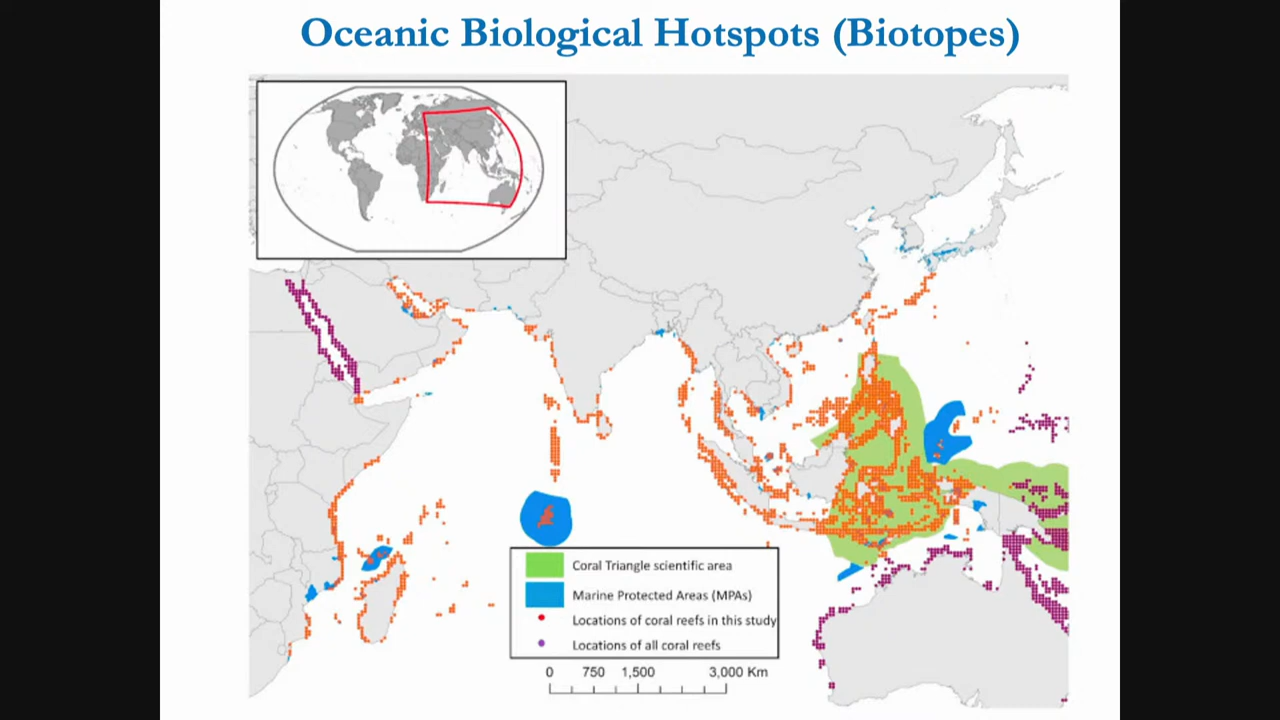 Oceanic Biological Hotspots (Biotopes)
Coral Triangle scientific area
Marine Protected Areas (MPAs)
Locations of coral reefs in this study
Locations of all coral reefs
0 750 1,500 3,000 Km